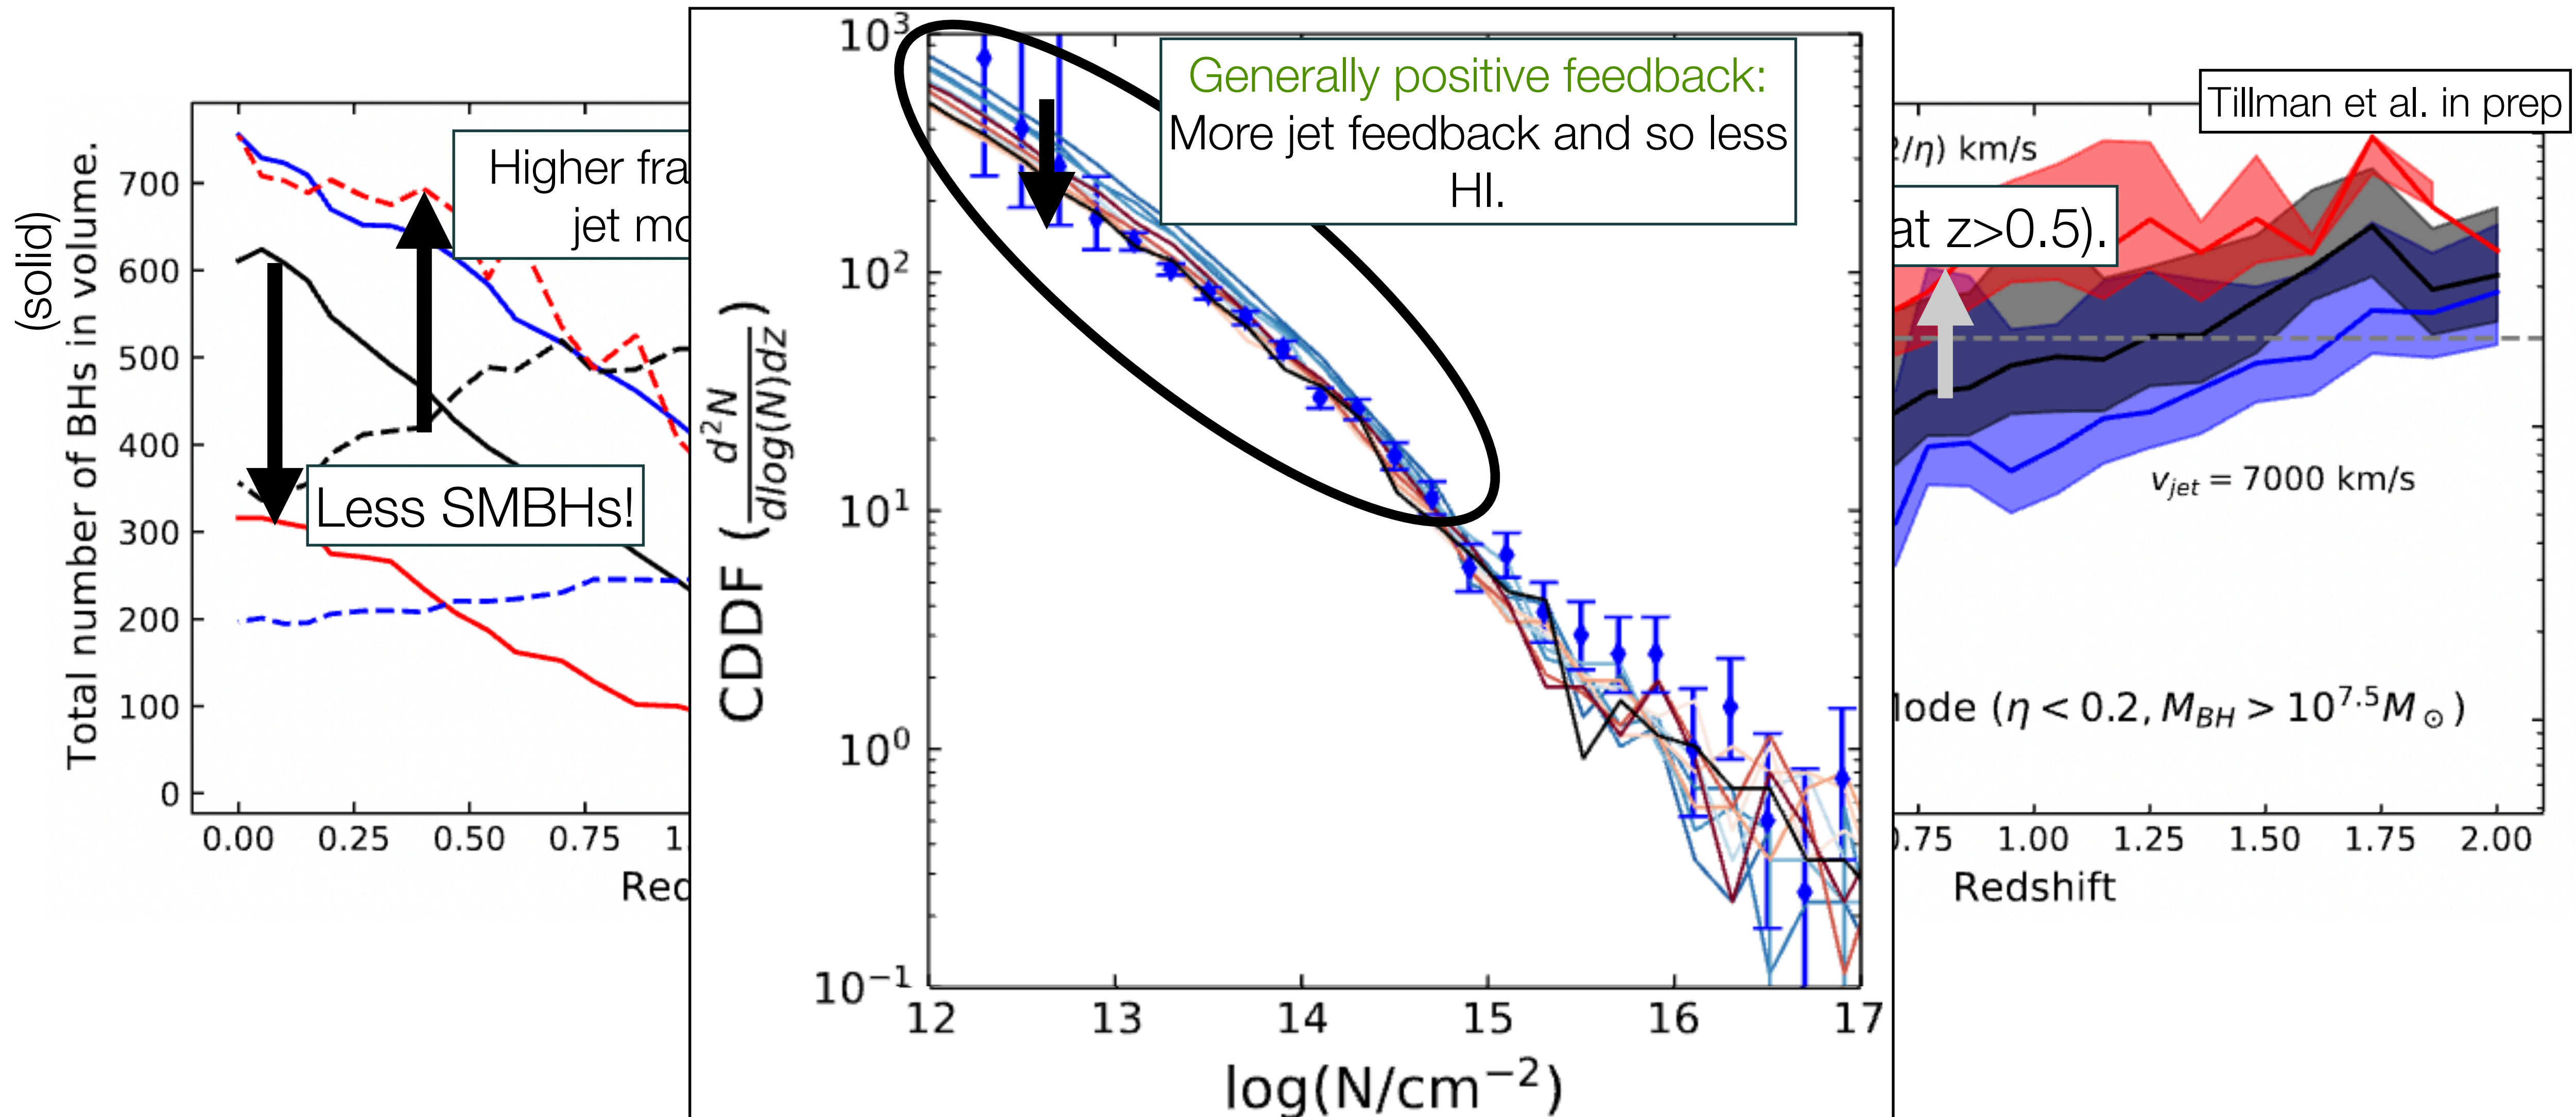 (solid)
Total number of BHs in volume.
700
600
500
400
300
200
100
0
0.00 0.25 0.50 0.75 1.
Red
Higher fra
jet mo
Less SMBHs!
CDDF (d²N/dlog(N)dz)
10³
10²
10¹
10⁰
10⁻¹
12 13 14 15 16 17
log(N/cm⁻²)
Generally positive feedback:
More jet feedback and so less
HI.
Tillman et al. in prep
2/η) km/s
at z>0.5).
v_jet = 7000 km/s
lode (η < 0.2, M_BH > 10^7.5 M_⊙)
0.75 1.00 1.25 1.50 1.75 2.00
Redshift